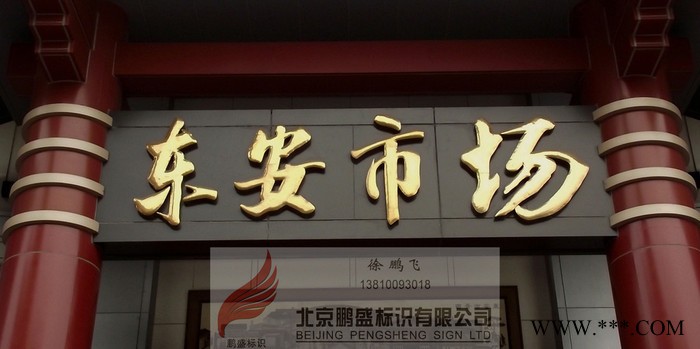 东安市场
徐鹏飞
13810093018
北京鹏盛标识有限公司
BEIJING PENGSHENG SIGN LTD
鹏盛标识
WWW.***.COM